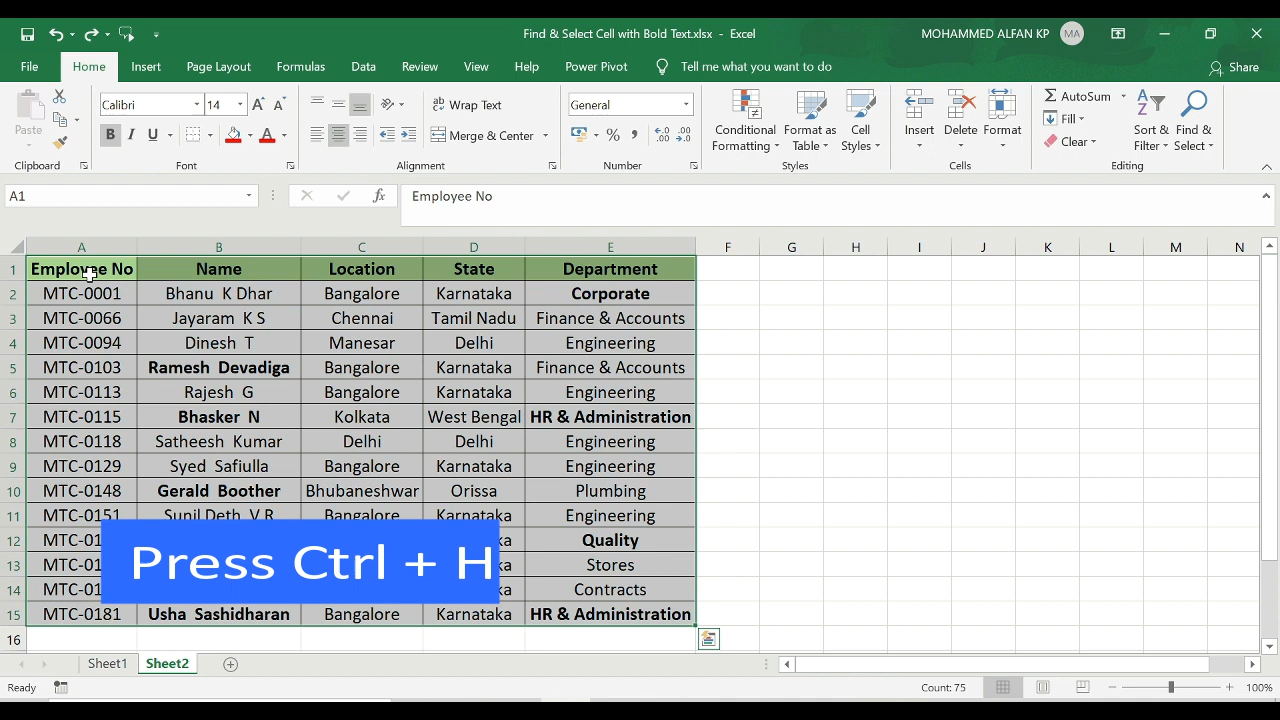 Find & Select Cell with Bold Text.xlsx - Excel
MOHAMMED ALFAN KP
MA
File Home Insert Page Layout Formulas Data Review View Help Power Pivot Tell me what you want to do Share
Paste
Calibri 14
B I U
Wrap Text
Merge & Center
General
Conditional Formatting
Format as Table
Cell Styles
Insert Delete Format
AutoSum
Fill
Clear
Sort & Filter
Find & Select
Clipboard Font Alignment Number Styles Cells Editing
A1 fx Employee No
A B C D E F G H I J K L M N
1 Employee No Name Location State Department
2 MTC-0001 Bhanu K Dhar Bangalore Karnataka Corporate
3 MTC-0066 Jayaram K S Chennai Tamil Nadu Finance & Accounts
4 MTC-0094 Dinesh T Manesar Delhi Engineering
5 MTC-0103 Ramesh Devadiga Bangalore Karnataka Finance & Accounts
6 MTC-0113 Rajesh G Bangalore Karnataka Engineering
7 MTC-0115 Bhasker N Kolkata West Bengal HR & Administration
8 MTC-0118 Satheesh Kumar Delhi Delhi Engineering
9 MTC-0129 Syed Safiulla Bangalore Karnataka Engineering
10 MTC-0148 Gerald Boother Bhubaneshwar Orissa Plumbing
11 MTC-0151 Sunil Deth V R Bangalore Karnataka Engineering
12 Quality
13 Stores
14 Contracts
Press Ctrl + H
15 MTC-0181 Usha Sashidharan Bangalore Karnataka HR & Administration
16
Sheet1 Sheet2
Ready Count: 75 100%